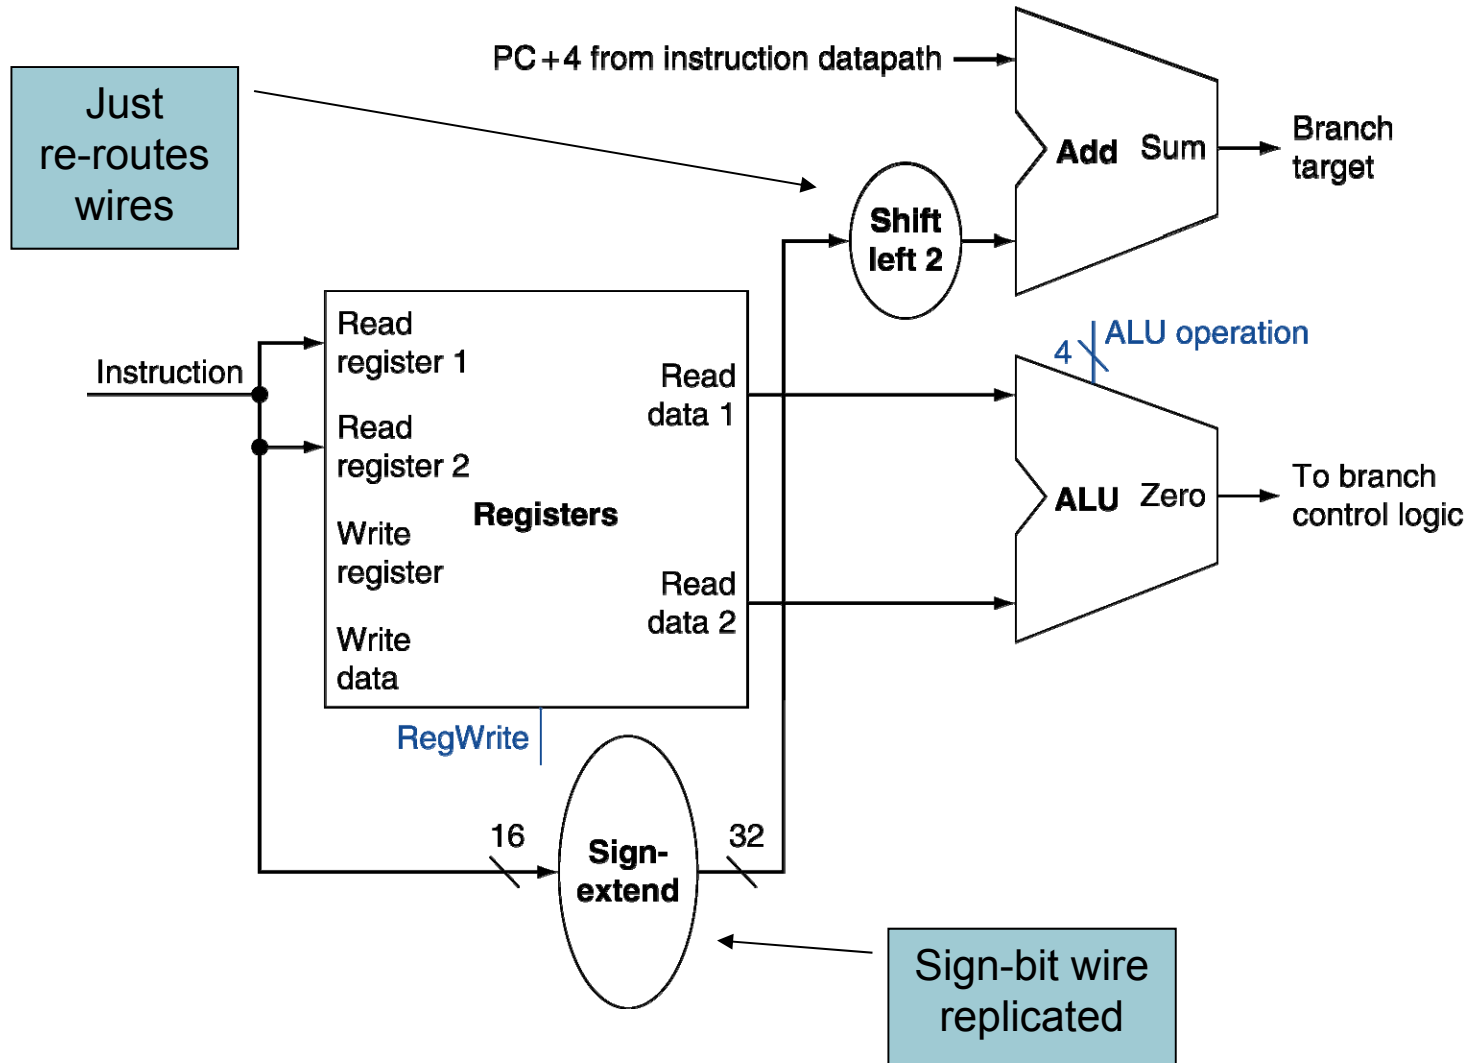 PC+4 from instruction datapath
Just
re-routes
wires
Add Sum
Branch
target
Shift
left 2
Instruction
Read
register 1
Read
register 2
Write
register
Write
data
Registers
Read
data 1
Read
data 2
RegWrite
4
ALU operation
ALU Zero
To branch
control logic
16
Sign-
extend
32
Sign-bit wire
replicated